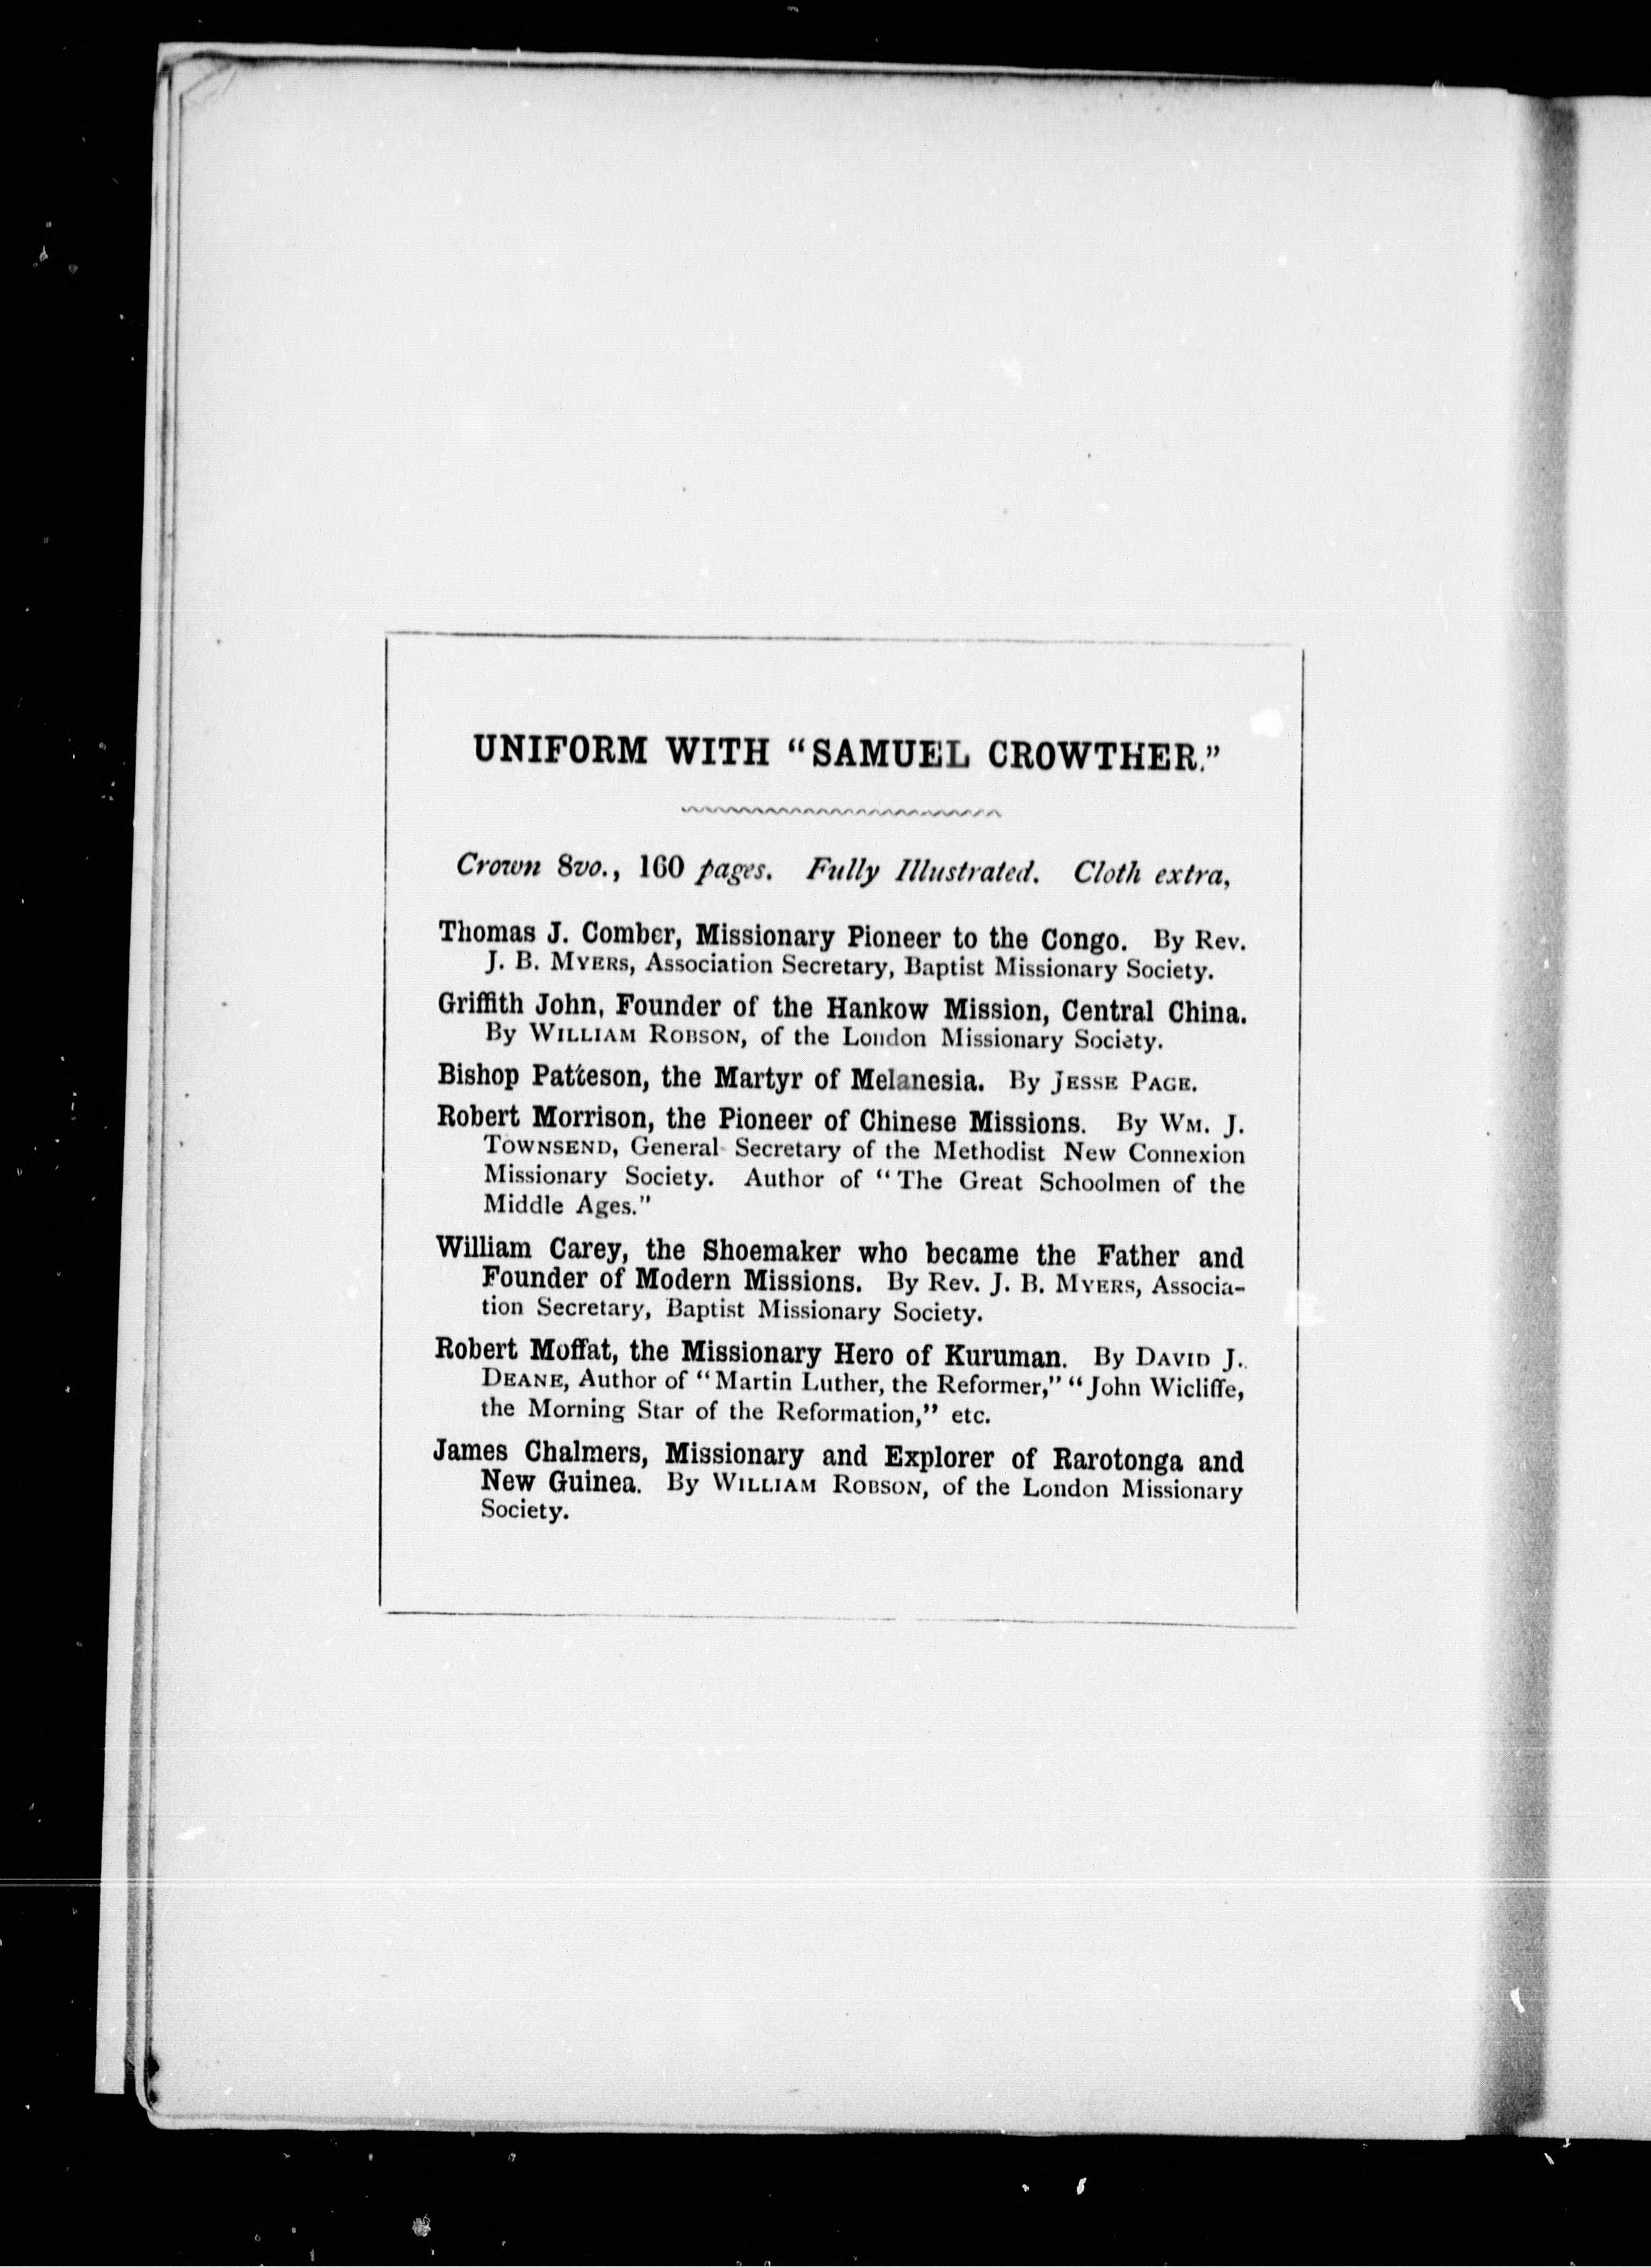 UNIFORM WITH “SAMUEL CROWTHER.”
Crown 8vo., 160 pages. Fully Illustrated. Cloth extra,
Thomas J. Comber, Missionary Pioneer to the Congo. By Rev.
J. B. MYERS, Association Secretary, Baptist Missionary Society.
Griffith John, Founder of the Hankow Mission, Central China.
By WILLIAM ROBSON, of the London Missionary Society.
Bishop Patteson, the Martyr of Melanesia. By JESSE PAGE.
Robert Morrison, the Pioneer of Chinese Missions. By WM. J.
TOWNSEND, General Secretary of the Methodist New Connexion
Missionary Society. Author of “The Great Schoolmen of the
Middle Ages.”
William Carey, the Shoemaker who became the Father and
Founder of Modern Missions. By Rev. J. B. MYERS, Associa-
tion Secretary, Baptist Missionary Society.
Robert Moffat, the Missionary Hero of Kuruman. By DAVID J.
DEANE, Author of “Martin Luther, the Reformer,” “John Wicliffe,
the Morning Star of the Reformation,” etc.
James Chalmers, Missionary and Explorer of Rarotonga and
New Guinea. By WILLIAM ROBSON, of the London Missionary
Society.